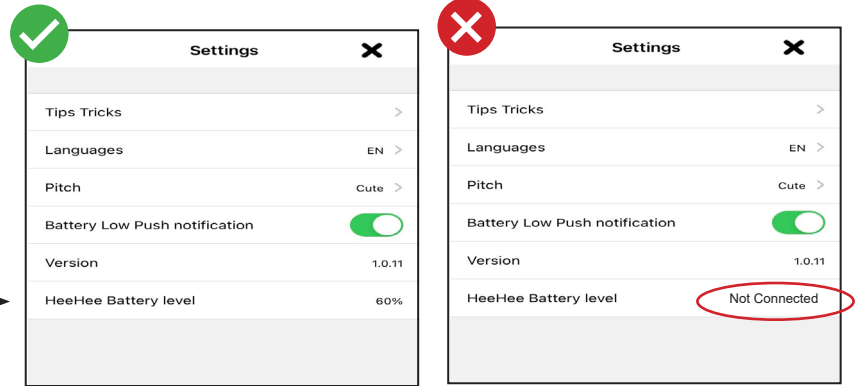 Settings
Tips Tricks
Languages EN
Pitch Cute
Battery Low Push notification
Version 1.0.11
HeeHee Battery level 60%
Settings
Tips Tricks
Languages EN
Pitch Cute
Battery Low Push notification
Version 1.0.11
HeeHee Battery level Not Connected